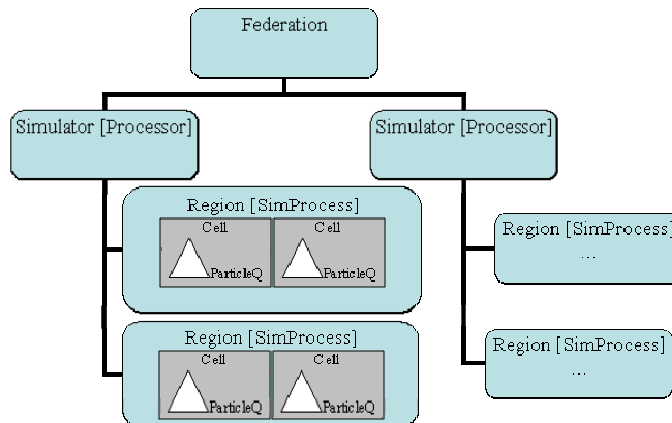 Federation
Simulator [Processor]
Simulator [Processor]
Region [SimProcess]
Cell
Cell
ParticleQ
ParticleQ
Region [SimProcess]
...
Region [SimProcess]
Cell
Cell
ParticleQ
ParticleQ
Region [SimProcess]
...